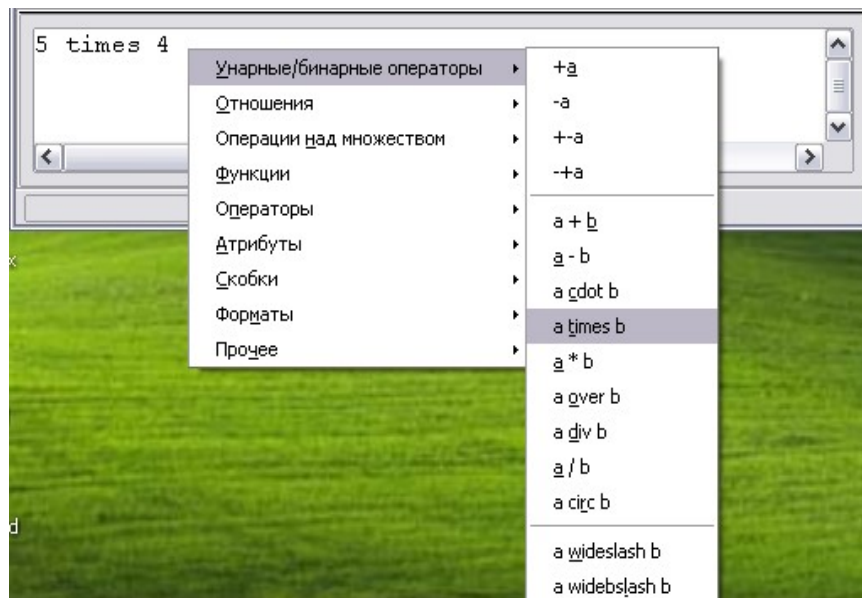 5 times 4
Унарные/бинарные операторы
Отношения
Операции над множеством
Функции
Операторы
Атрибуты
Скобки
Форматы
Прочее
+a
-a
+-a
-+a
a + b
a - b
a cdot b
a times b
a * b
a over b
a div b
a / b
a circ b
a wideslash b
a widebslash b
x
d